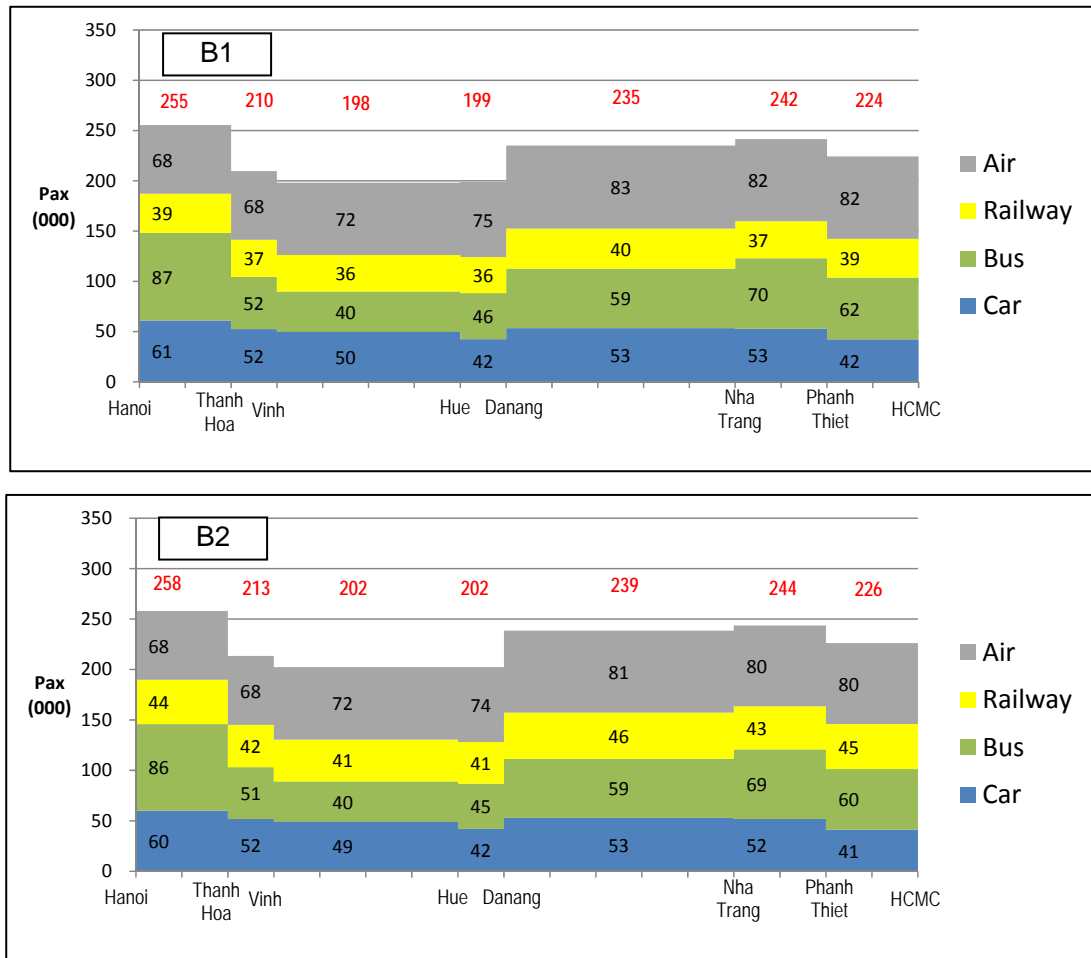 B1
350
300
250
200
150
100
50
0
Pax
(000)
255 210 198 199 235 242 224
68 68 72 75 83 82 82
39 37 36 36 40 37 39
87 52 40 46 59 70 62
61 52 50 42 53 53 42
Hanoi Thanh Hoa Vinh Hue Danang Nha Trang Phanh Thiet HCMC
Air
Railway
Bus
Car
B2
350
300
250
200
150
100
50
0
Pax
(000)
258 213 202 202 239 244 226
68 68 72 74 81 80 80
44 42 41 41 46 43 45
86 51 40 45 59 69 60
60 52 49 42 53 52 41
Hanoi Thanh Hoa Vinh Hue Danang Nha Trang Phanh Thiet HCMC
Air
Railway
Bus
Car